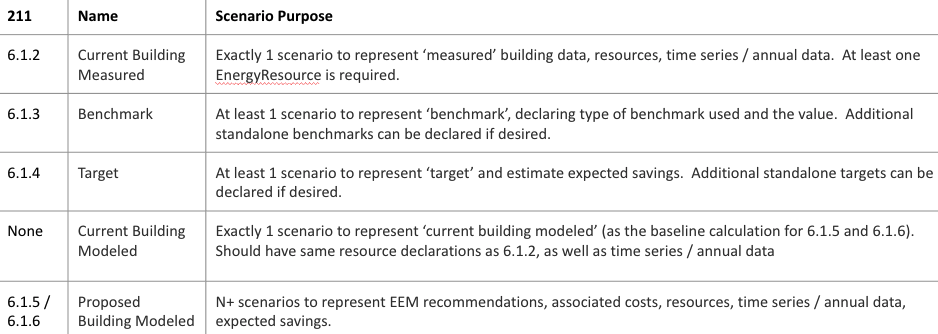 211 Name Scenario Purpose
6.1.2 Current Building Measured Exactly 1 scenario to represent ‘measured’ building data, resources, time series / annual data.  At least one EnergyResource is required.
6.1.3 Benchmark At least 1 scenario to represent ‘benchmark’, declaring type of benchmark used and the value.  Additional standalone benchmarks can be declared if desired.
6.1.4 Target At least 1 scenario to represent ‘target’ and estimate expected savings.  Additional standalone targets can be declared if desired.
None Current Building Modeled Exactly 1 scenario to represent ‘current building modeled’ (as the baseline calculation for 6.1.5 and 6.1.6). Should have same resource declarations as 6.1.2, as well as time series / annual data
6.1.5 / 6.1.6 Proposed Building Modeled N+ scenarios to represent EEM recommendations, associated costs, resources, time series / annual data, expected savings.